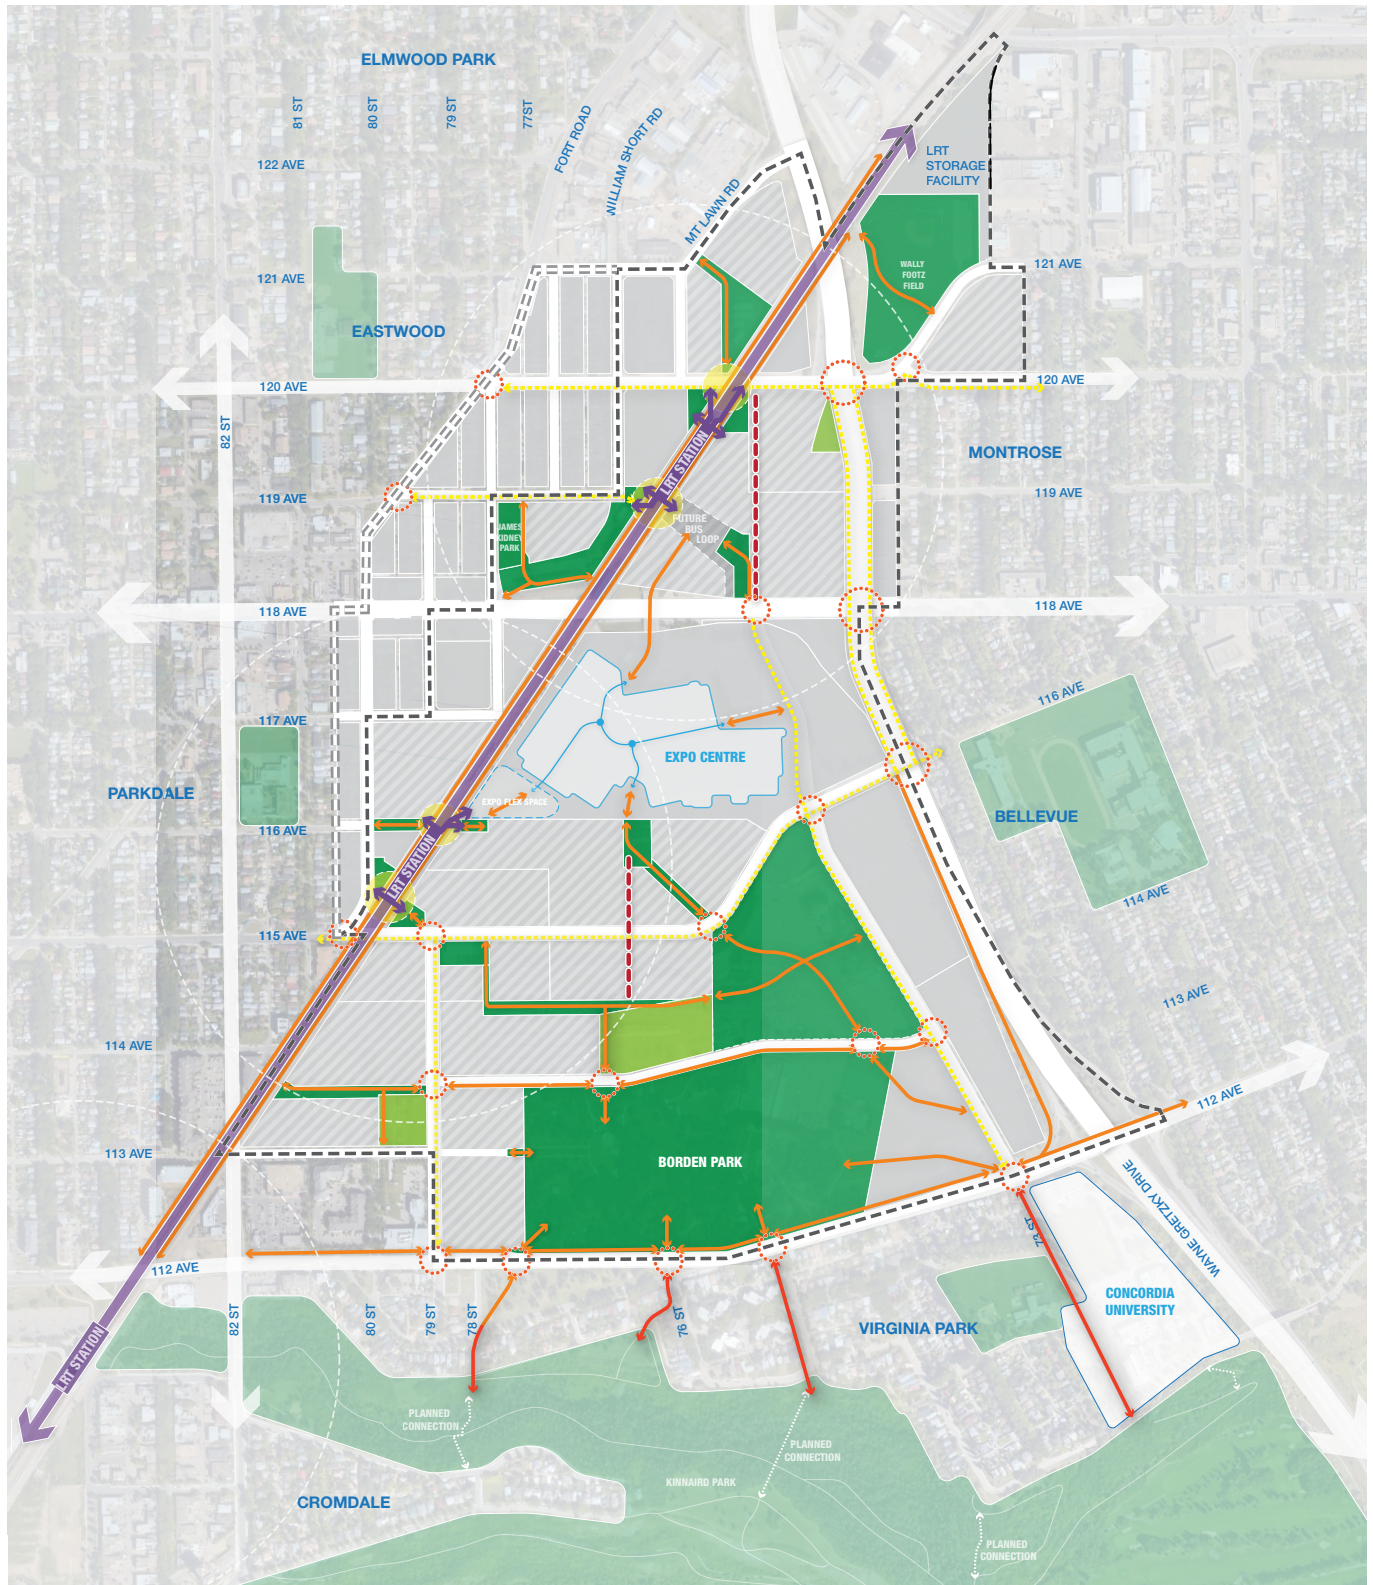 ELMWOOD PARK
81 ST
80 ST
79 ST
77ST
FORT ROAD
WILLIAM SHORT RD
MT LAWN RD
122 AVE
LRT
STORAGE
FACILITY
121 AVE
WALLY
FOOTZ
FIELD
121 AVE
EASTWOOD
120 AVE
120 AVE
82 ST
LRT STATION
MONTROSE
119 AVE
119 AVE
JAMES
KIDNEY
PARK
FUTURE
BUS
LOOP
118 AVE
118 AVE
116 AVE
117 AVE
EXPO CENTRE
PARKDALE
EXPO FLEX SPACE
116 AVE
BELLEVUE
LRT STATION
114 AVE
115 AVE
113 AVE
114 AVE
112 AVE
113 AVE
BORDEN PARK
WAYNE GRETZKY DRIVE
73 ST
112 AVE
CONCORDIA
UNIVERSITY
82 ST
80 ST
79 ST
78 ST
76 ST
VIRGINIA PARK
LRT STATION
PLANNED
CONNECTION
PLANNED
CONNECTION
KINNAIRD PARK
CROMDALE
PLANNED
CONNECTION